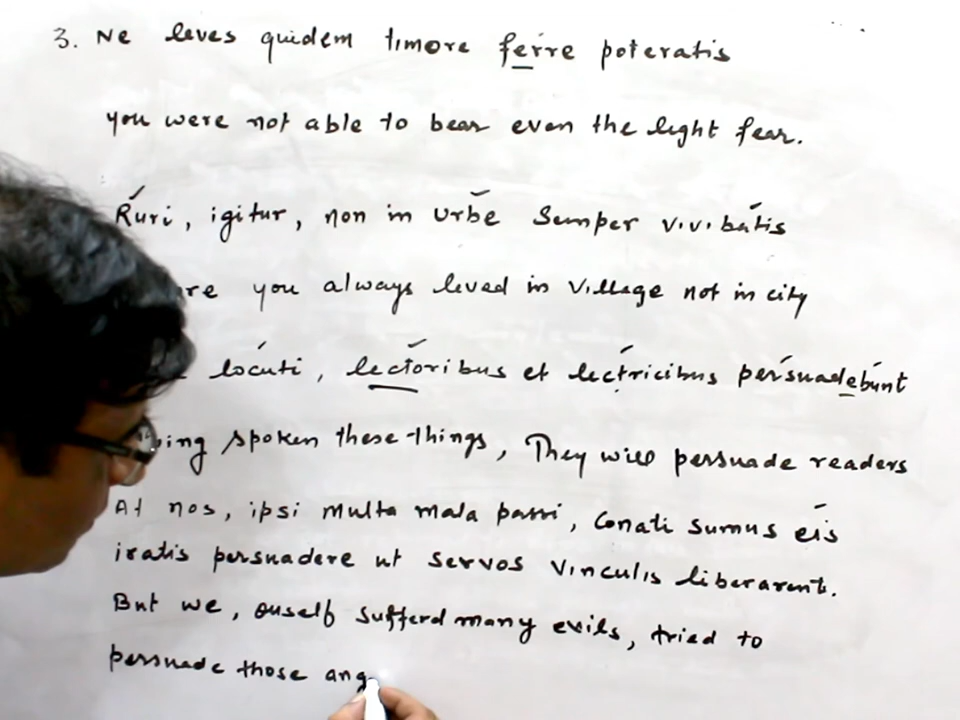 3. Ne leves quidem timore ferre poteratis
you were not able to bear even the light fear.
Ruri, igitur, non in urbe Semper vivibatis
you always lived in village not in city
locuti, lectoribus et lectricibus persuadebunt
spoken these things, They will persuade readers
At nos, ipsi multa mala passi, Conati sumus eis
iratis persnadere ut servos vinculis liberarent.
But we, ouself sufferd many evils, tried to
persuade those ang